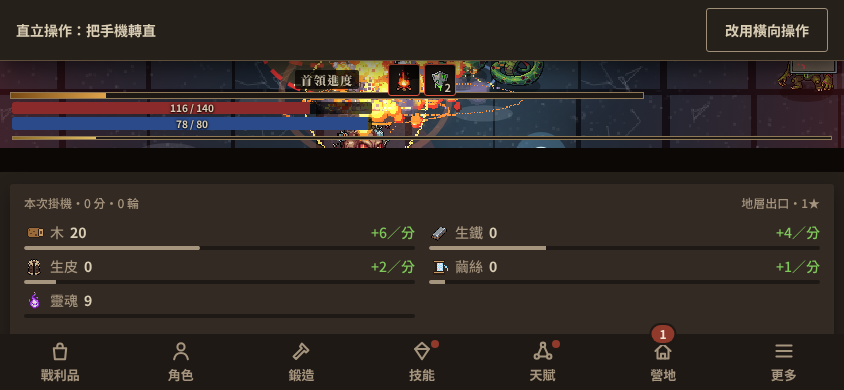 直立操作：把手機轉直
改用橫向操作
首領進度
2
116 / 140
78 / 80
本次掛機・0 分・0 輪
地層出口・1★
木 20
+6／分
生鐵 0
+4／分
生皮 0
+2／分
繭絲 0
+1／分
靈魂 9
1
戰利品
角色
鍛造
技能
天賦
營地
更多